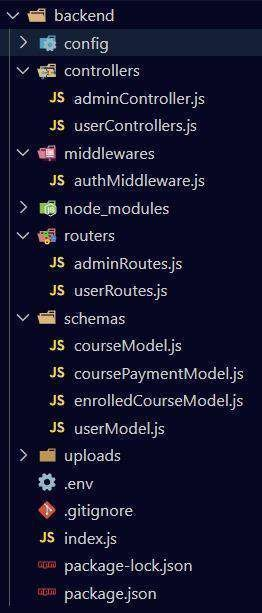 backend
config
controllers
JS adminController.js
JS userControllers.js
middlewares
JS authMiddleware.js
node_modules
routers
JS adminRoutes.js
JS userRoutes.js
schemas
JS courseModel.js
JS coursePaymentModel.js
JS enrolledCourseModel.js
JS userModel.js
uploads
.env
.gitignore
JS index.js
npm package-lock.json
npm package.json